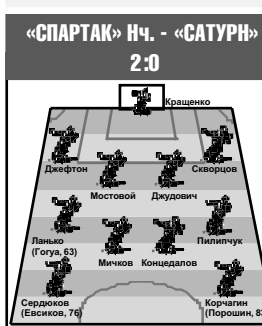 «СПАРТАК» Нч. - «САТУРН»
2:0
Кращенко
Джефтон Скворцов
Мостовой Джудович
Ланько Пилипчук
(Гогуа, 63)
Мичков Концедалов
Сердюков Корчагин
(Евсиков, 76) (Порошин, 83